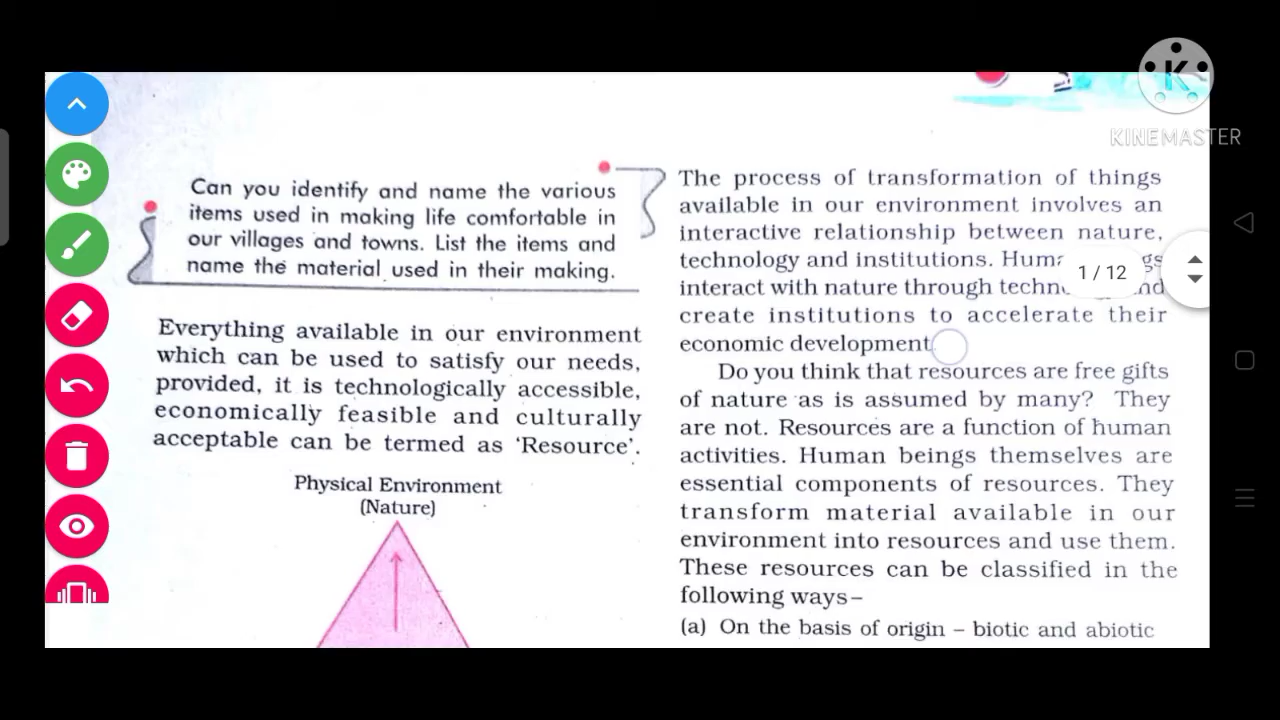 Can you identify and name the various
items used in making life comfortable in
our villages and towns. List the items and
name the material used in their making.
Everything available in our environment
which can be used to satisfy our needs,
provided, it is technologically accessible,
economically feasible and culturally
acceptable can be termed as ‘Resource’.
Physical Environment
(Nature)
The process of transformation of things
available in our environment involves an
interactive relationship between nature,
technology and institutions.
interact with nature through
create institutions to accelerate their
economic development
Do you think that resources are free gifts
of nature as is assumed by many? They
are not. Resources are a function of human
activities. Human beings themselves are
essential components of resources. They
transform material available in our
environment into resources and use them.
These resources can be classified in the
following ways–
(a) On the basis of origin – biotic and abiotic
1 / 12
K
KINEMASTER